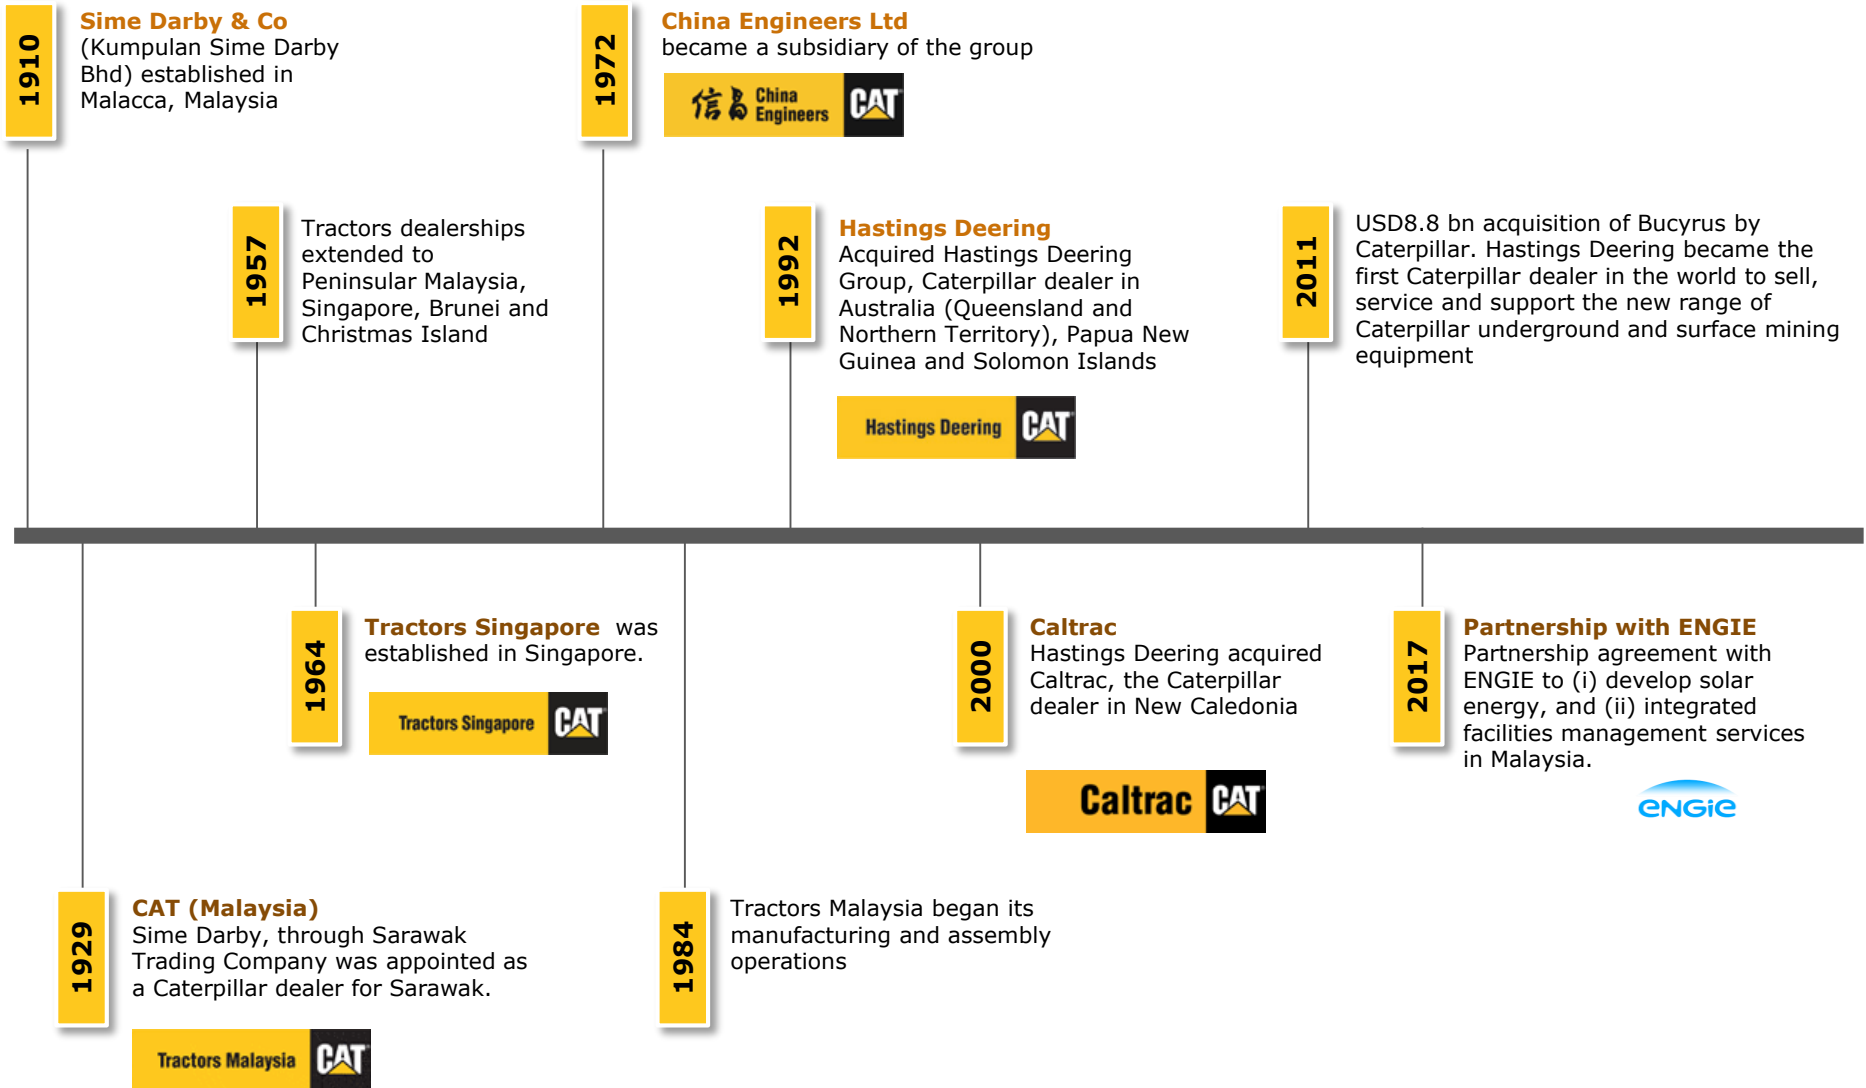 1910
Sime Darby & Co
(Kumpulan Sime Darby
Bhd) established in
Malacca, Malaysia
1972
China Engineers Ltd
became a subsidiary of the group
信昌 China
Engineers
CAT
1957
Tractors dealerships
extended to
Peninsular Malaysia,
Singapore, Brunei and
Christmas Island
1992
Hastings Deering
Acquired Hastings Deering
Group, Caterpillar dealer in
Australia (Queensland and
Northern Territory), Papua New
Guinea and Solomon Islands
Hastings Deering CAT
2011
USD8.8 bn acquisition of Bucyrus by
Caterpillar. Hastings Deering became the
first Caterpillar dealer in the world to sell,
service and support the new range of
Caterpillar underground and surface mining
equipment
1964
Tractors Singapore was
established in Singapore.
Tractors Singapore CAT
2000
Caltrac
Hastings Deering acquired
Caltrac, the Caterpillar
dealer in New Caledonia
Caltrac CAT
2017
Partnership with ENGIE
Partnership agreement with
ENGIE to (i) develop solar
energy, and (ii) integrated
facilities management services
in Malaysia.
ENGiE
1929
CAT (Malaysia)
Sime Darby, through Sarawak
Trading Company was appointed as
a Caterpillar dealer for Sarawak.
Tractors Malaysia CAT
1984
Tractors Malaysia began its
manufacturing and assembly
operations